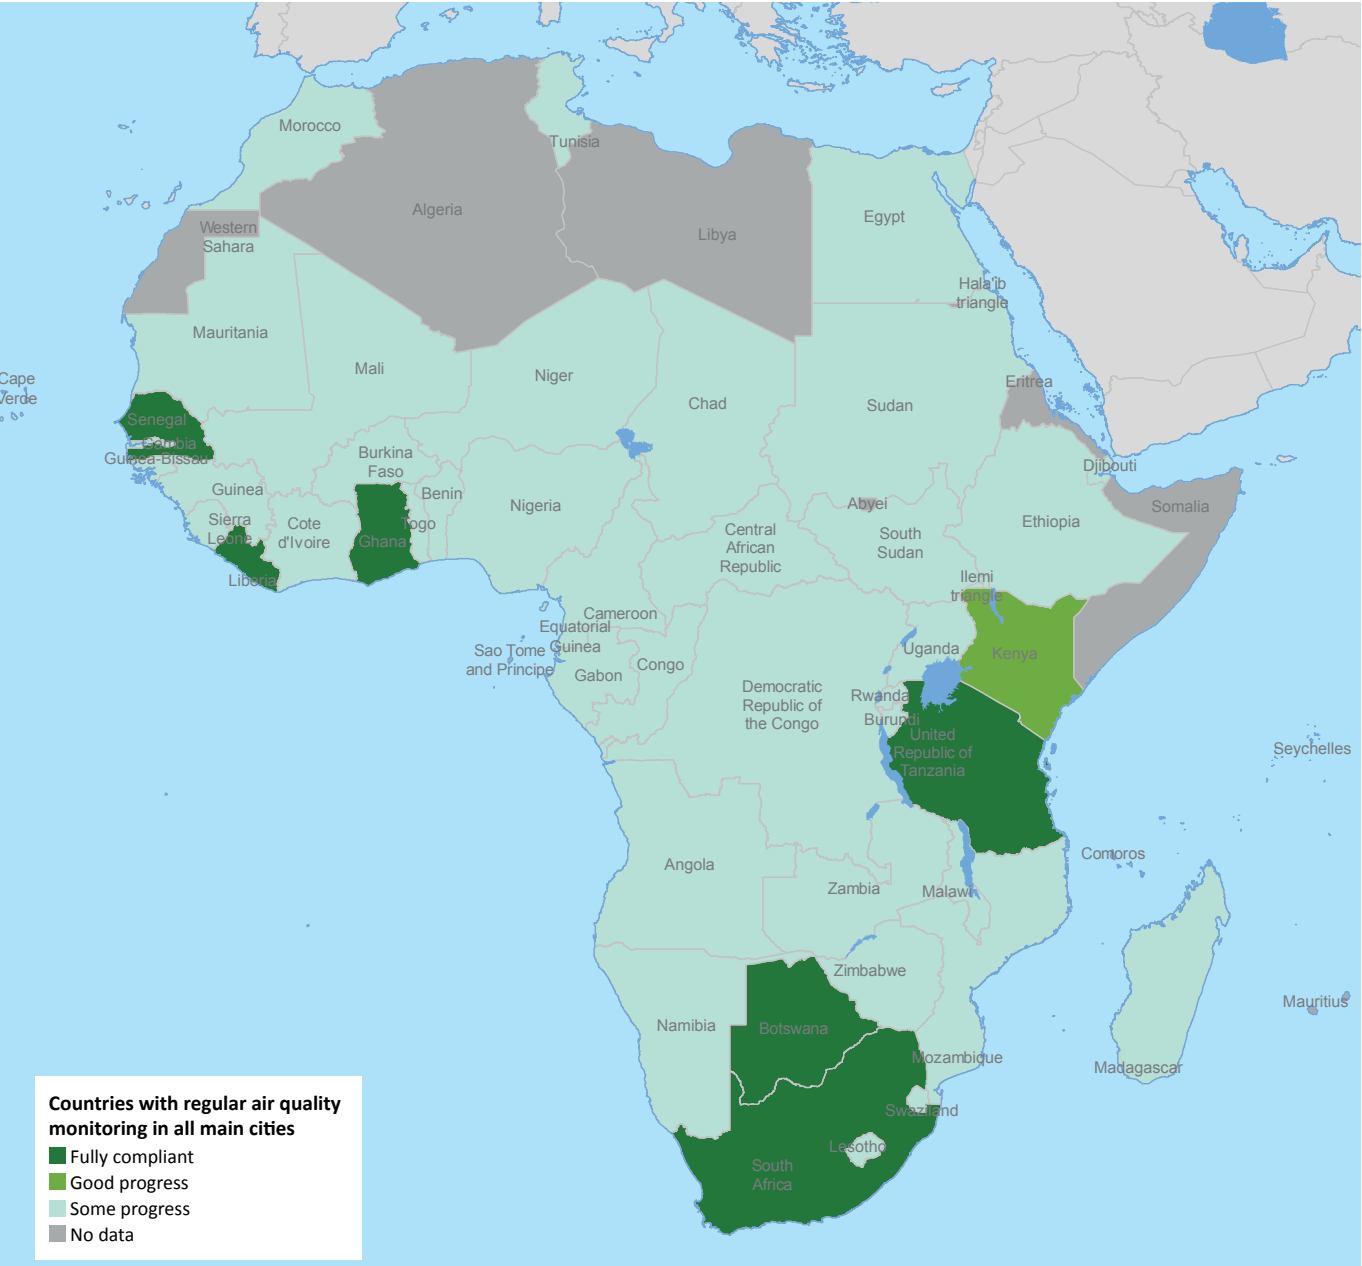 Morocco
Tunisia
Algeria
Libya
Egypt
Western
Sahara
Hala'ib
triangle
Mauritania
Mali
Niger
Chad
Sudan
Eritrea
Cape
Verde
Senegal
Gambia
Guinea-Bissau
Burkina
Faso
Djibouti
Guinea
Benin
Nigeria
Abyei
Somalia
Sierra
Leone
Cote
d'Ivoire
Togo
Ghana
Central
African
Republic
South
Sudan
Ethiopia
Liberia
Ilemi
triangle
Cameroon
Equatorial
Guinea
Sao Tome
and Principe
Gabon
Congo
Uganda
Kenya
Democratic
Republic of
the Congo
Rwanda
Burundi
United
Republic of
Tanzania
Seychelles
Comoros
Angola
Zambia
Malawi
Zimbabwe
Mauritius
Namibia
Botswana
Mozambique
Madagascar
Swaziland
Lesotho
South
Africa
Countries with regular air quality
monitoring in all main cities
Fully compliant
Good progress
Some progress
No data